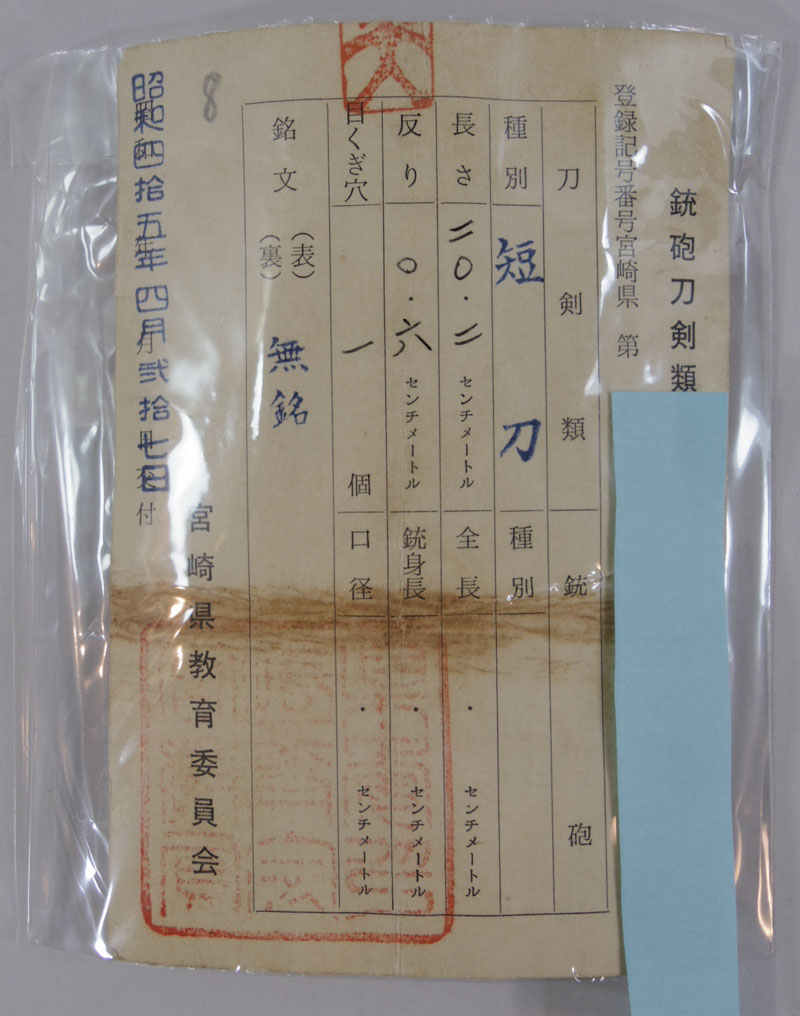 銃砲刀剣類
登録記号番号宮崎県 第
刀剣類 銃砲
種別 短刀 種別
長さ 二〇・二 センチメートル 全長 ・ センチメートル
反り 〇・六 センチメートル 銃身長 ・ センチメートル
目くぎ穴 一 個 口径 ・ センチメートル
銘文 (表) (裏) 無銘
宮崎県教育委員会
昭和四拾五年四月弐拾七日交付
8